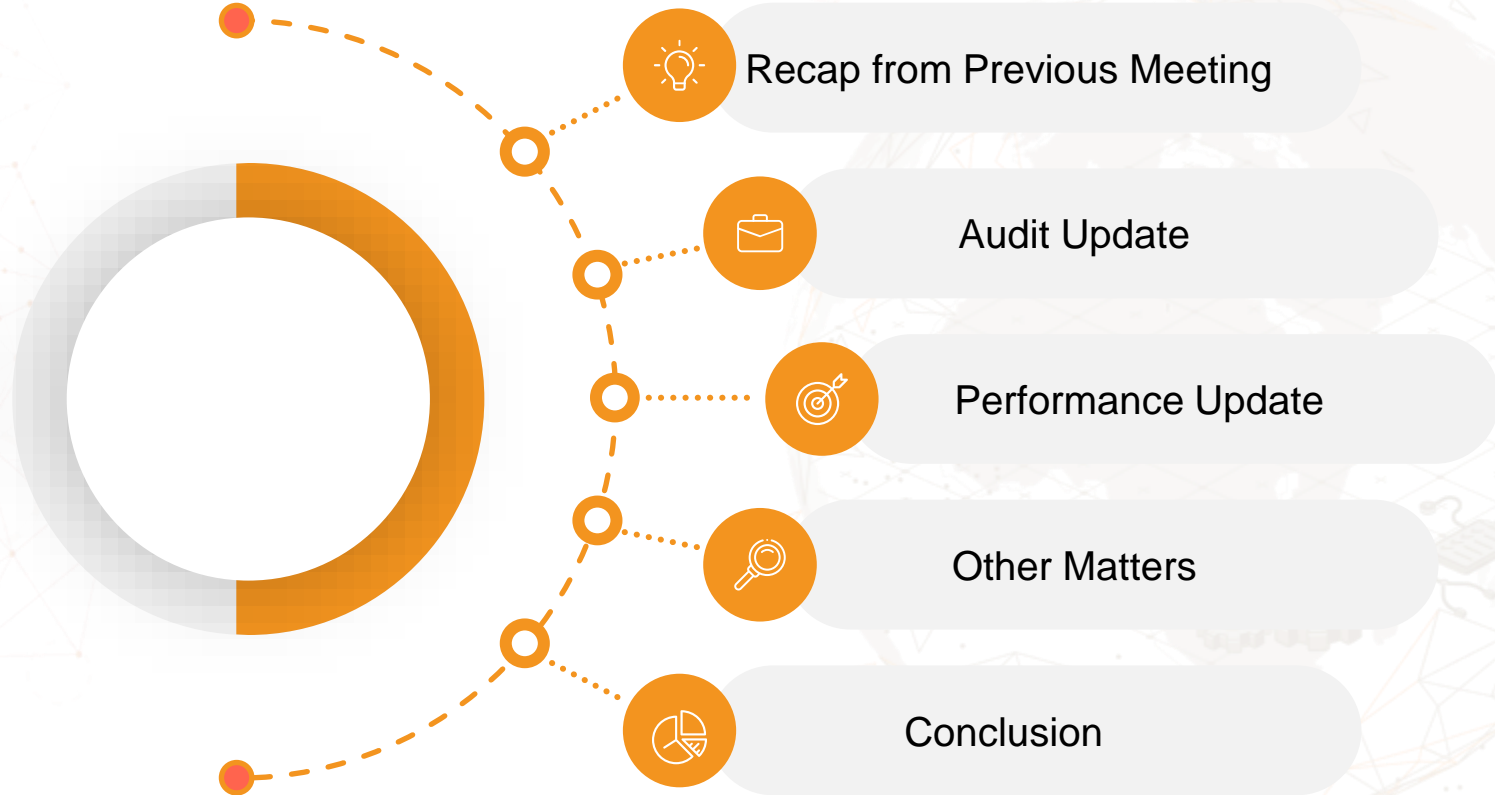 Recap from Previous Meeting
Audit Update
Performance Update
Other Matters
Conclusion